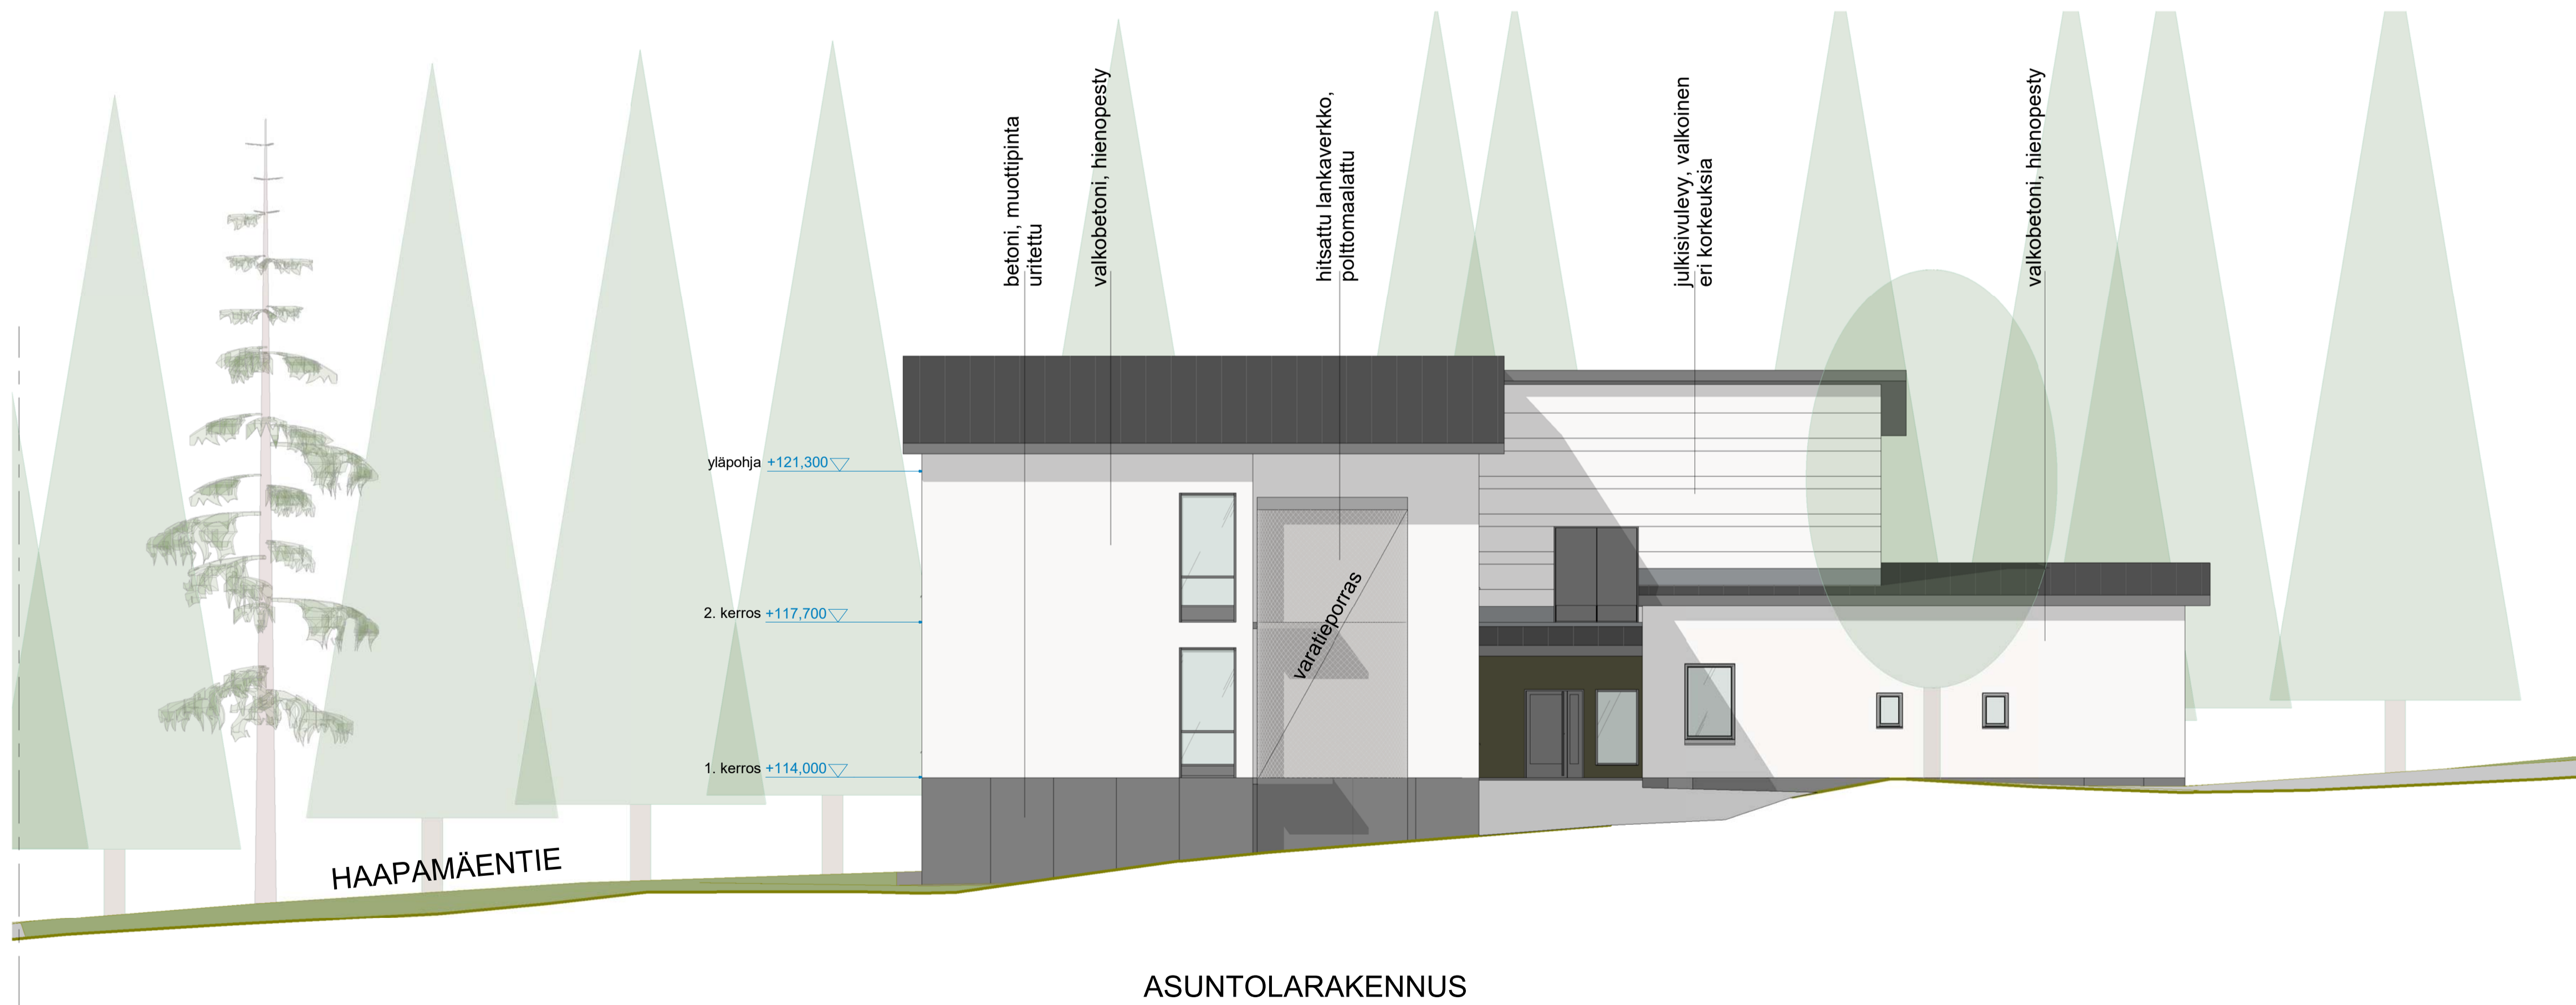 betoni, muottipinta
uritettu
valkobetoni, hienopesty
hitsattu lankaverkko,
polttomaalattu
julkisivulevy, valkoinen
eri korkeuksia
valkobetoni, hienopesty
yläpohja +121,300
2. kerros +117,700
varatieporras
1. kerros +114,000
HAAPAMÄENTIE
ASUNTOLARAKENNUS